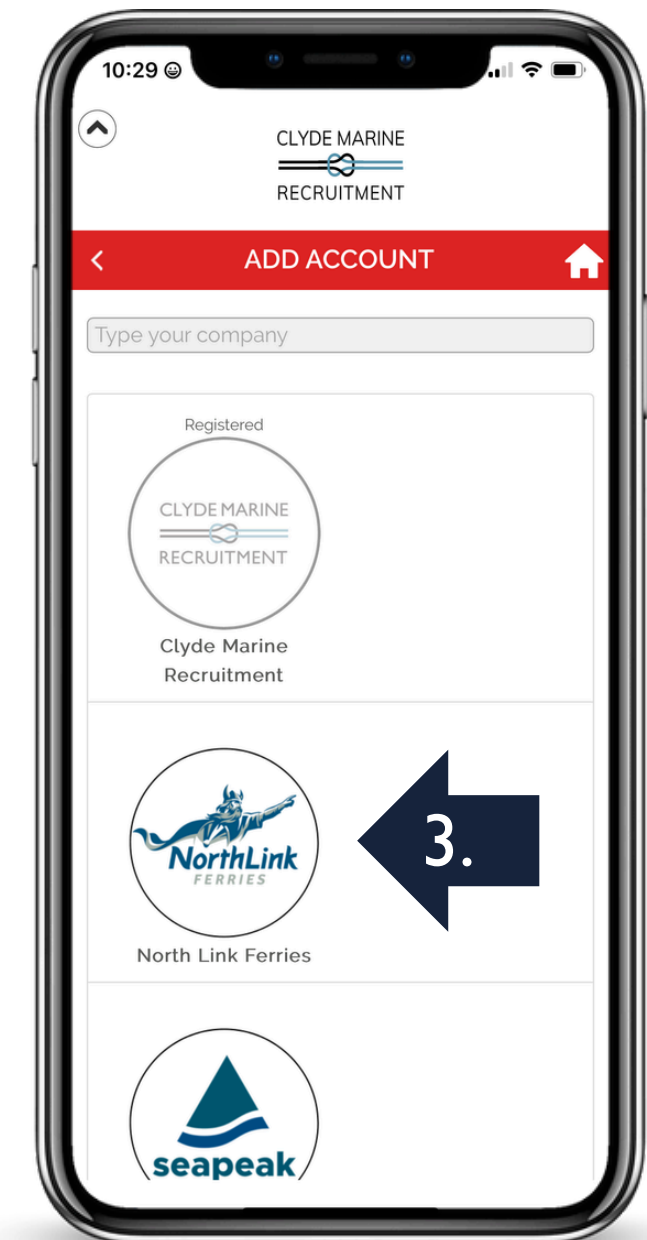 10:29
CLYDE MARINE
RECRUITMENT
ADD ACCOUNT
Type your company
Registered
CLYDE MARINE
RECRUITMENT
Clyde Marine
Recruitment
NorthLink
FERRIES
3.
North Link Ferries
seapeak